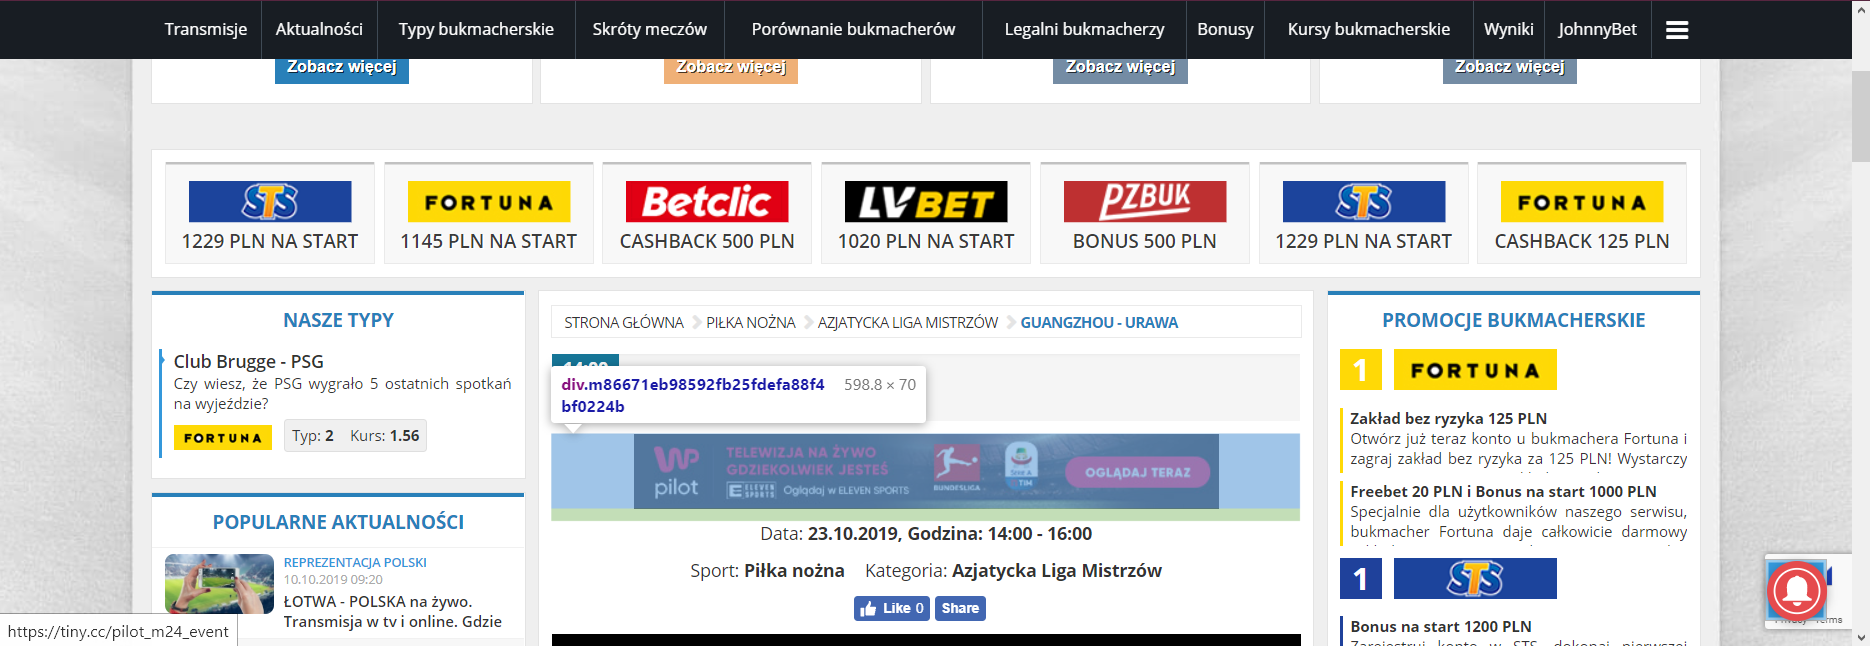 Transmisje Aktualności Typy bukmacherskie Skróty meczów Porównanie bukmacherów Legalni bukmacherzy Bonusy Kursy bukmacherskie Wyniki JohnnyBet
Zobacz więcej Zobacz więcej Zobacz więcej Zobacz więcej
STS FORTUNA Betclic LVBET PZBUK STS FORTUNA
1229 PLN NA START 1145 PLN NA START CASHBACK 500 PLN 1020 PLN NA START BONUS 500 PLN 1229 PLN NA START CASHBACK 125 PLN
NASZE TYPY
Club Brugge - PSG
Czy wiesz, że PSG wygrało 5 ostatnich spotkań
na wyjeździe?
FORTUNA Typ: 2 Kurs: 1.56
POPULARNE AKTUALNOŚCI
REPREZENTACJA POLSKI
10.10.2019 09:20
ŁOTWA - POLSKA na żywo.
Transmisja w tv i online. Gdzie
https://tiny.cc/pilot_m24_event
STRONA GŁÓWNA PIŁKA NOŻNA AZJATYCKA LIGA MISTRZÓW GUANGZHOU - URAWA
div.m86671eb98592fb25fdefa88f4 598.8 × 70
bf0224b
WP pilot
TELEWIZJA NA ŻYWO
GDZIEKOLWIEK JESTEŚ
ELEVEN SPORTS Oglądaj w ELEVEN SPORTS
BUNDESLIGA
TIM
OGLĄDAJ TERAZ
Data: 23.10.2019, Godzina: 14:00 - 16:00
Sport: Piłka nożna Kategoria: Azjatycka Liga Mistrzów
Like 0 Share
PROMOCJE BUKMACHERSKIE
1 FORTUNA
Zakład bez ryzyka 125 PLN
Otwórz już teraz konto u bukmachera Fortuna i
zagraj zakład bez ryzyka za 125 PLN! Wystarczy
Freebet 20 PLN i Bonus na start 1000 PLN
Specjalnie dla użytkowników naszego serwisu,
bukmacher Fortuna daje całkowicie darmowy
1 STS
Bonus na start 1200 PLN
Zarejestruj konto w STS, dokonaj pierwszej